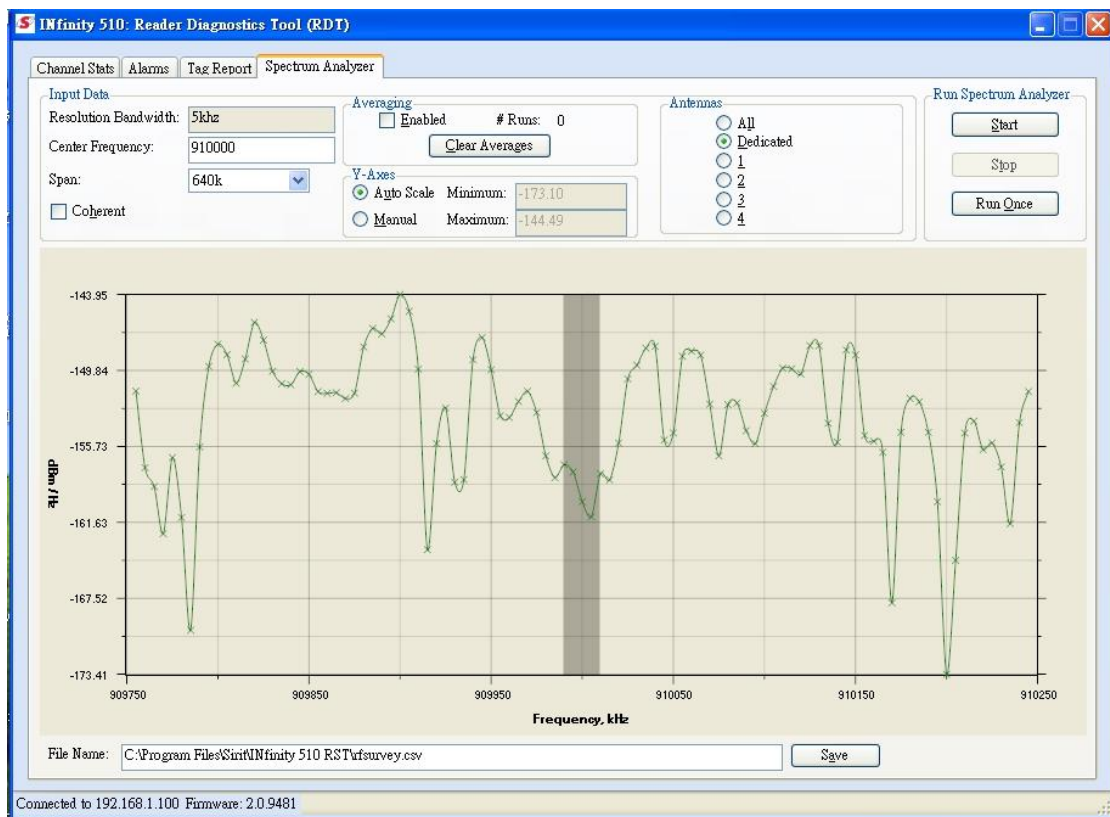 INfinity 510: Reader Diagnostics Tool (RDT)
Channel Stats Alarms Tag Report Spectrum Analyzer
Input Data
Resolution Bandwidth: 5khz
Center Frequency: 910000
Span: 640k
Coherent
Averaging
Enabled # Runs: 0
Clear Averages
Y-Axes
Auto Scale Minimum: -173.10
Manual Maximum: -144.49
Antennas
All
Dedicated
1
2
3
4
Run Spectrum Analyzer
Start
Stop
Run Once
-143.95
-149.84
-155.73
-161.63
-167.52
-173.41
dBm / Hz
909750 909850 909950 910050 910150 910250
Frequency, kHz
File Name: C:\Program Files\Sirit\INfinity 510 RST\rfsurvey.csv Save
Connected to 192.168.1.100 Firmware: 2.0.9481